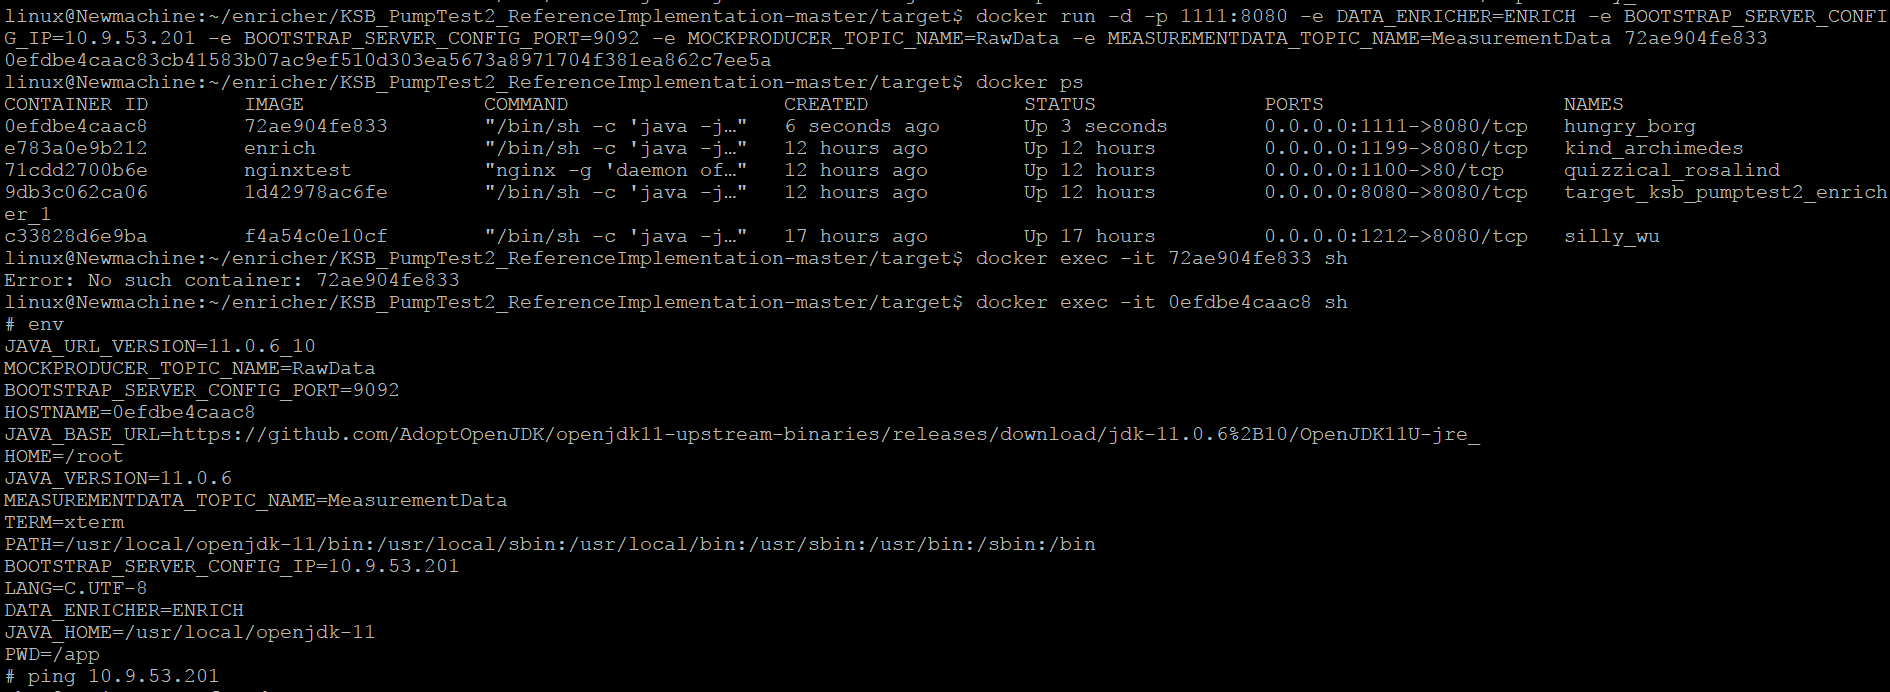 linux@Newmachine:~/enricher/KSB_PumpTest2_ReferenceImplementation-master/target$ docker run -d -p 1111:8080 -e DATA_ENRICHER=ENRICH -e BOOTSTRAP_SERVER_CONFI
G_IP=10.9.53.201 -e BOOTSTRAP_SERVER_CONFIG_PORT=9092 -e MOCKPRODUCER_TOPIC_NAME=RawData -e MEASUREMENTDATA_TOPIC_NAME=MeasurementData 72ae904fe833
0efdbe4caac83cb41583b07ac9ef510d303ea5673a8971704f381ea862c7ee5a
linux@Newmachine:~/enricher/KSB_PumpTest2_ReferenceImplementation-master/target$ docker ps
CONTAINER ID        IMAGE               COMMAND                  CREATED             STATUS              PORTS                    NAMES
0efdbe4caac8        72ae904fe833        "/bin/sh -c 'java -j…"   6 seconds ago       Up 3 seconds        0.0.0.0:1111->8080/tcp   hungry_borg
e783a0e9b212        enrich              "/bin/sh -c 'java -j…"   12 hours ago        Up 12 hours         0.0.0.0:1199->8080/tcp   kind_archimedes
71cdd2700b6e        nginxtest           "nginx -g 'daemon of…"   12 hours ago        Up 12 hours         0.0.0.0:1100->80/tcp     quizzical_rosalind
9db3c062ca06        1d42978ac6fe        "/bin/sh -c 'java -j…"   12 hours ago        Up 12 hours         0.0.0.0:8080->8080/tcp   target_ksb_pumptest2_enrich
er_1
c33828d6e9ba        f4a54c0e10cf        "/bin/sh -c 'java -j…"   17 hours ago        Up 17 hours         0.0.0.0:1212->8080/tcp   silly_wu
linux@Newmachine:~/enricher/KSB_PumpTest2_ReferenceImplementation-master/target$ docker exec -it 72ae904fe833 sh
Error: No such container: 72ae904fe833
linux@Newmachine:~/enricher/KSB_PumpTest2_ReferenceImplementation-master/target$ docker exec -it 0efdbe4caac8 sh
# env
JAVA_URL_VERSION=11.0.6_10
MOCKPRODUCER_TOPIC_NAME=RawData
BOOTSTRAP_SERVER_CONFIG_PORT=9092
HOSTNAME=0efdbe4caac8
JAVA_BASE_URL=https://github.com/AdoptOpenJDK/openjdk11-upstream-binaries/releases/download/jdk-11.0.6%2B10/OpenJDK11U-jre_
HOME=/root
JAVA_VERSION=11.0.6
MEASUREMENTDATA_TOPIC_NAME=MeasurementData
TERM=xterm
PATH=/usr/local/openjdk-11/bin:/usr/local/sbin:/usr/local/bin:/usr/sbin:/usr/bin:/sbin:/bin
BOOTSTRAP_SERVER_CONFIG_IP=10.9.53.201
LANG=C.UTF-8
DATA_ENRICHER=ENRICH
JAVA_HOME=/usr/local/openjdk-11
PWD=/app
# ping 10.9.53.201